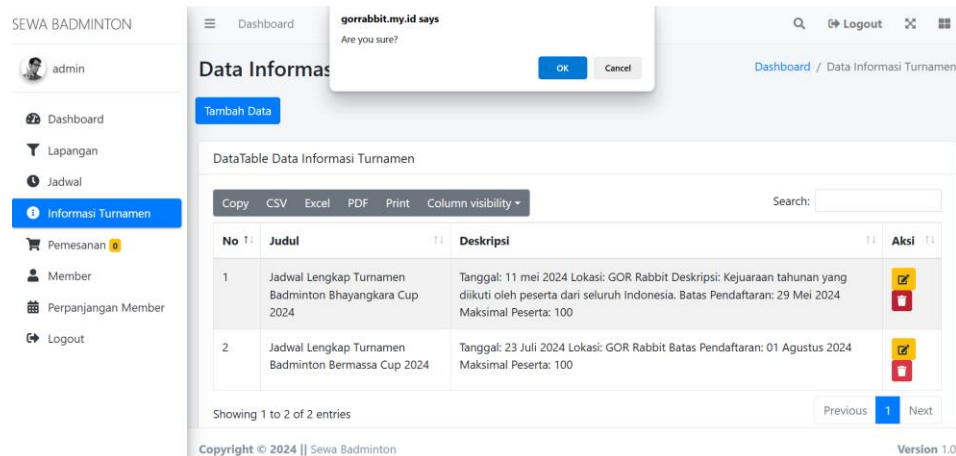 SEWA BADMINTON
admin
Dashboard
Lapangan
Jadwal
Informasi Turnamen
Pemesanan 0
Member
Perpanjangan Member
Logout
Dashboard
Logout
gorrabbit.my.id says
Are you sure?
OK Cancel
Data Informas
Dashboard / Data Informasi Turnamen
Tambah Data
DataTable Data Informasi Turnamen
Copy CSV Excel PDF Print Column visibility
Search:
No Judul Deskripsi Aksi
1
Jadwal Lengkap Turnamen
Badminton Bhayangkara Cup
2024
Tanggal: 11 mei 2024 Lokasi: GOR Rabbit Deskripsi: Kejuaraan tahunan yang
diikuti oleh peserta dari seluruh Indonesia. Batas Pendaftaran: 29 Mei 2024
Maksimal Peserta: 100
2
Jadwal Lengkap Turnamen
Badminton Bermassa Cup 2024
Tanggal: 23 Juli 2024 Lokasi: GOR Rabbit Batas Pendaftaran: 01 Agustus 2024
Maksimal Peserta: 100
Showing 1 to 2 of 2 entries
Previous 1 Next
Copyright © 2024 || Sewa Badminton
Version 1.0